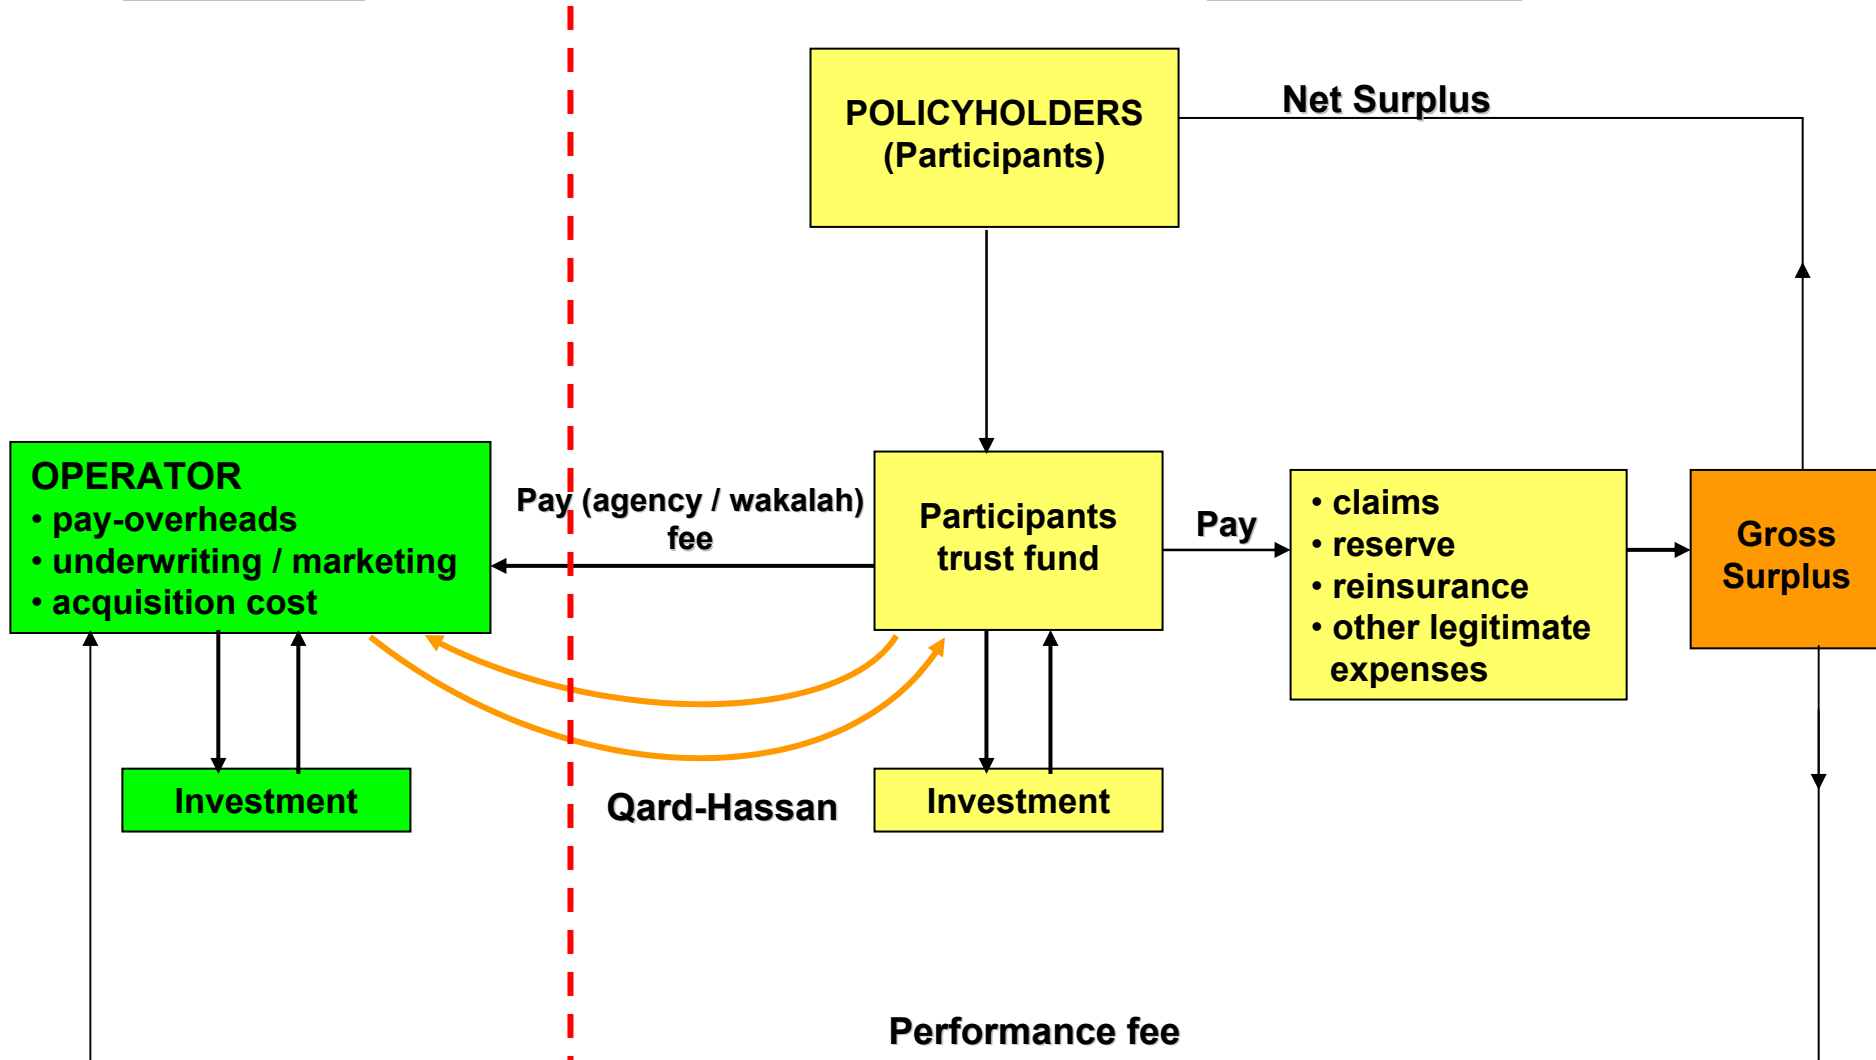 POLICYHOLDERS
(Participants)
Net Surplus
OPERATOR
• pay-overheads
• underwriting / marketing
• acquisition cost
Pay (agency / wakalah)
fee
Participants
trust fund
Pay
• claims
• reserve
• reinsurance
• other legitimate
expenses
Gross
Surplus
Investment
Qard-Hassan
Investment
Performance fee